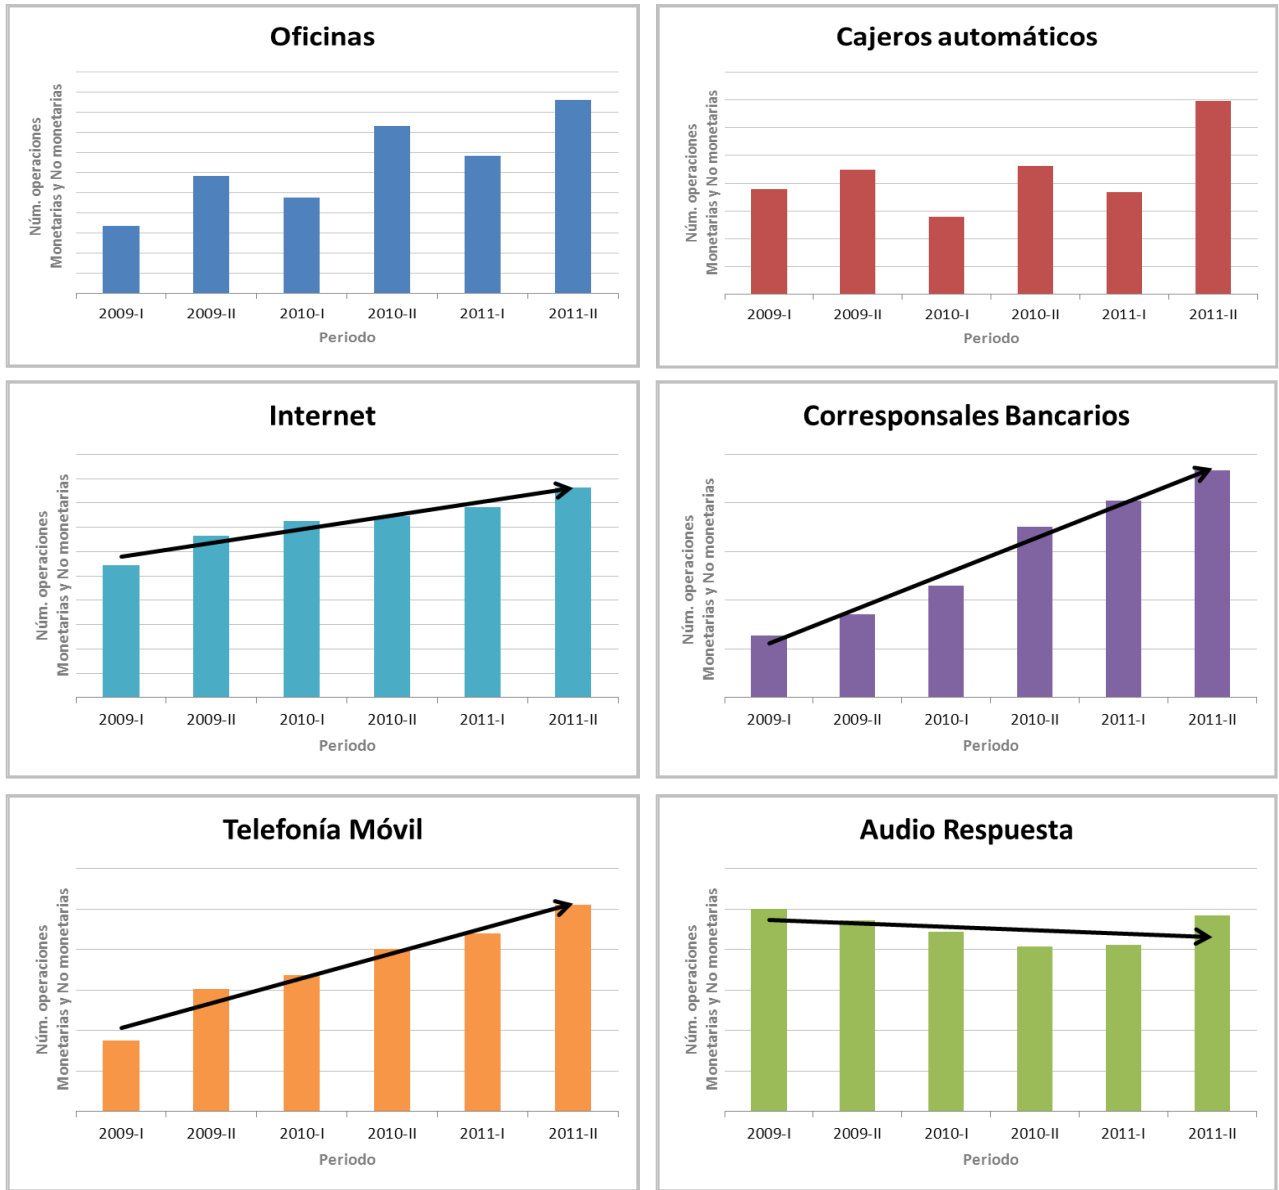 Oficinas
Núm. operaciones
Monetarias y No monetarias
2009-I 2009-II 2010-I 2010-II 2011-I 2011-II
Periodo
Cajeros automáticos
Núm. operaciones
Monetarias y No monetarias
2009-I 2009-II 2010-I 2010-II 2011-I 2011-II
Periodo
Internet
Núm. operaciones
Monetarias y No monetarias
2009-I 2009-II 2010-I 2010-II 2011-I 2011-II
Periodo
Corresponsales Bancarios
Núm. operaciones
Monetarias y No monetarias
2009-I 2009-II 2010-I 2010-II 2011-I 2011-II
Periodo
Telefonía Móvil
Núm. operaciones
Monetarias y No monetarias
2009-I 2009-II 2010-I 2010-II 2011-I 2011-II
Periodo
Audio Respuesta
Núm. operaciones
Monetarias y No monetarias
2009-I 2009-II 2010-I 2010-II 2011-I 2011-II
Periodo